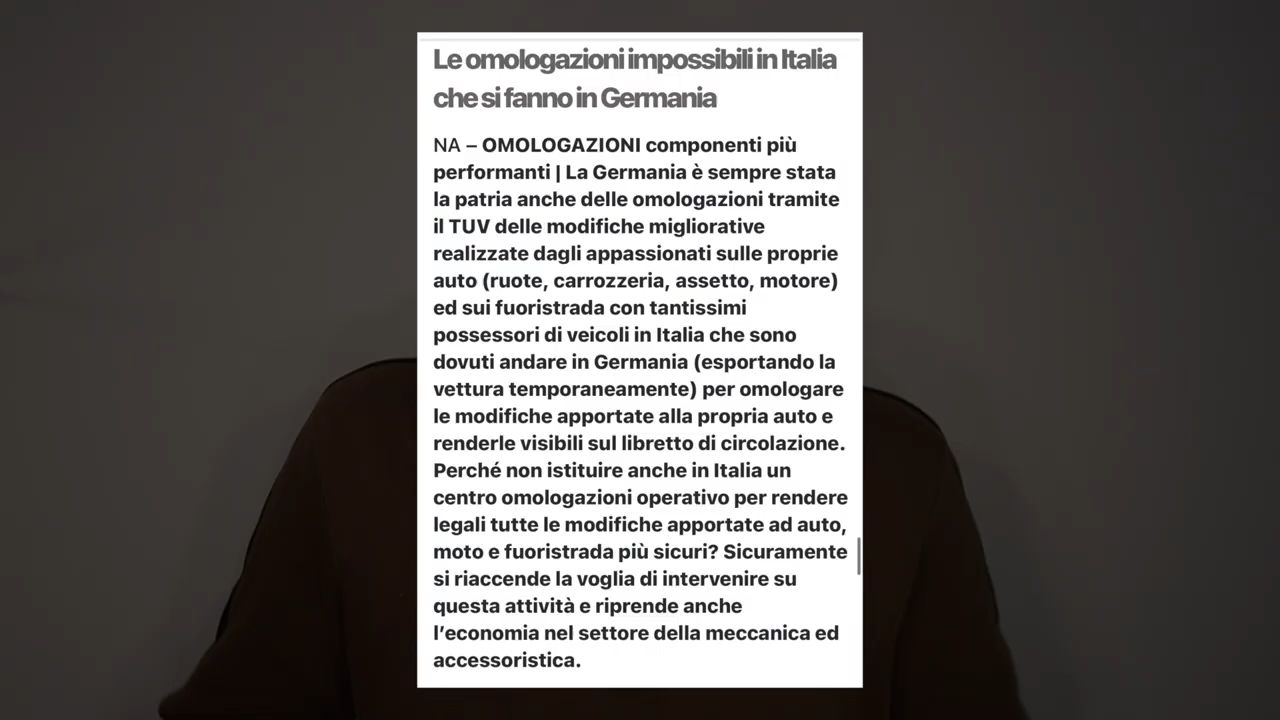 Le omologazioni impossibili in Italia
che si fanno in Germania
NA – OMOLOGAZIONI componenti più
performanti | La Germania è sempre stata
la patria anche delle omologazioni tramite
il TUV delle modifiche migliorative
realizzate dagli appassionati sulle proprie
auto (ruote, carrozzeria, assetto, motore)
ed sui fuoristrada con tantissimi
possessori di veicoli in Italia che sono
dovuti andare in Germania (esportando la
vettura temporaneamente) per omologare
le modifiche apportate alla propria auto e
renderle visibili sul libretto di circolazione.
Perché non istituire anche in Italia un
centro omologazioni operativo per rendere
legali tutte le modifiche apportate ad auto,
moto e fuoristrada più sicuri? Sicuramente
si riaccende la voglia di intervenire su
questa attività e riprende anche
l’economia nel settore della meccanica ed
accessoristica.